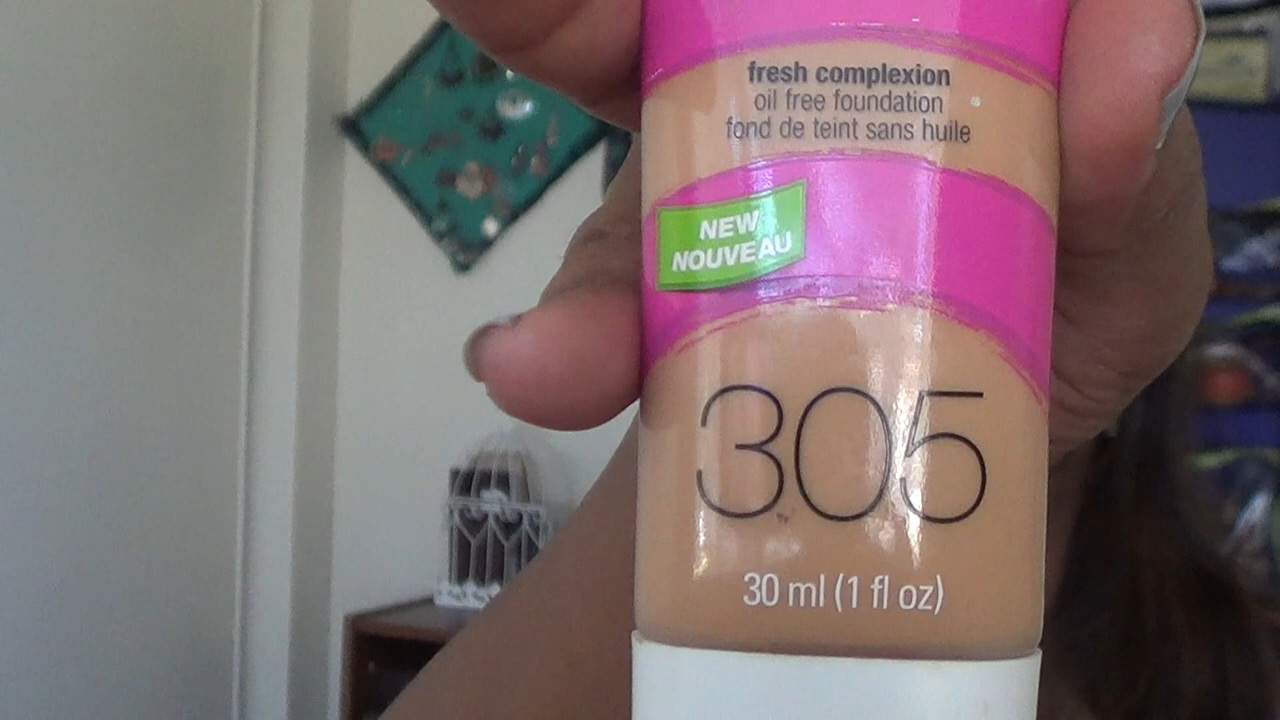 fresh complexion
oil free foundation
fond de teint sans huile
NEW
NOUVEAU
305
30 ml (1 fl oz)